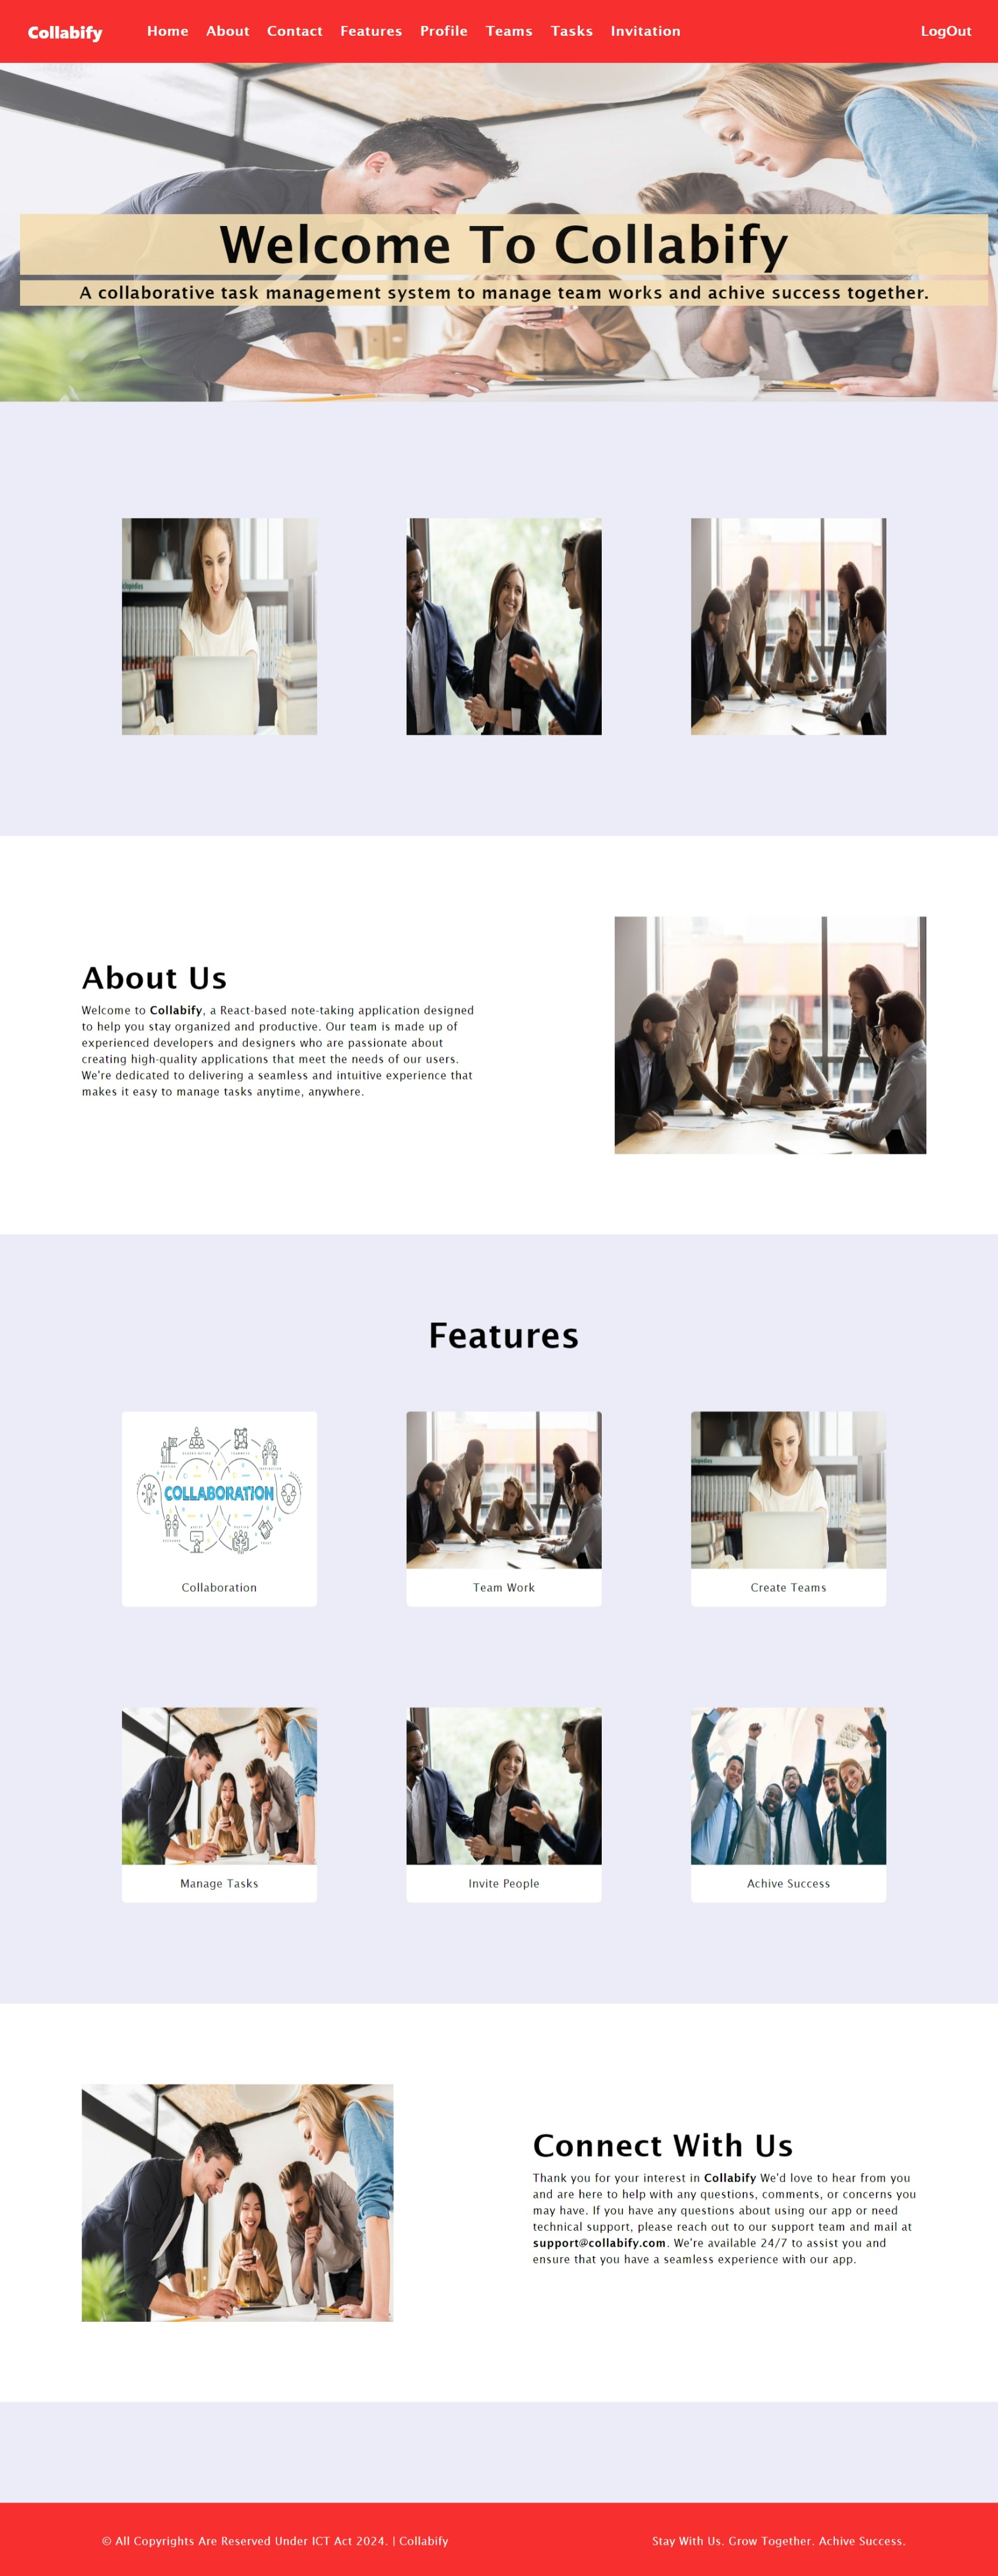 Collabify
Home About Contact Features Profile Teams Tasks Invitation
LogOut
Welcome To Collabify
A collaborative task management system to manage team works and achive success together.
About Us
Welcome to Collabify, a React-based note-taking application designed
to help you stay organized and productive. Our team is made up of
experienced developers and designers who are passionate about
creating high-quality applications that meet the needs of our users.
We're dedicated to delivering a seamless and intuitive experience that
makes it easy to manage tasks anytime, anywhere.
Features
COLLABORATION
Collaboration
Team Work
Create Teams
Manage Tasks
Invite People
Achive Success
Connect With Us
Thank you for your interest in Collabify We'd love to hear from you
and are here to help with any questions, comments, or concerns you
may have. If you have any questions about using our app or need
technical support, please reach out to our support team and mail at
support@collabify.com. We're available 24/7 to assist you and
ensure that you have a seamless experience with our app.
© All Copyrights Are Reserved Under ICT Act 2024. | Collabify
Stay With Us. Grow Together. Achive Success.